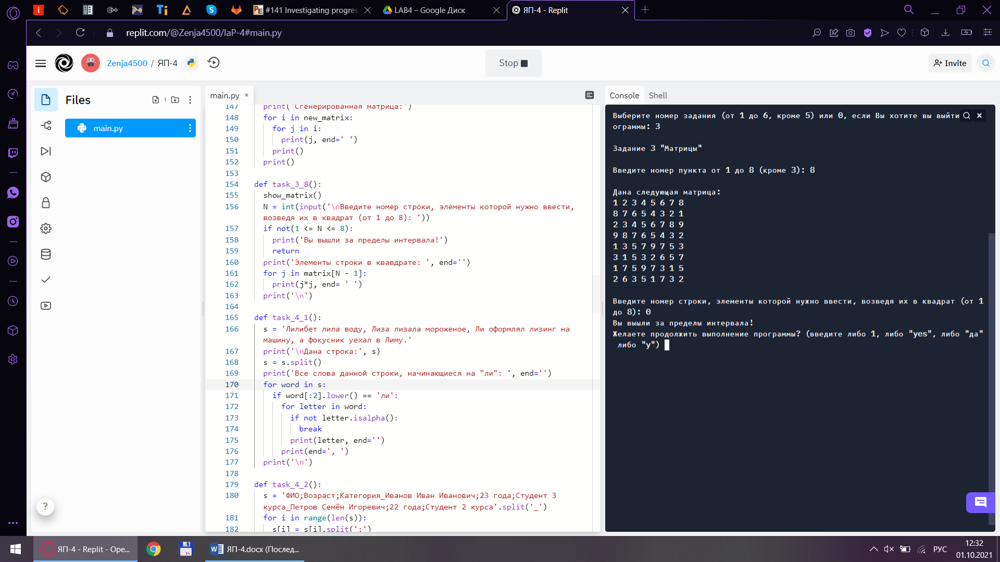 #141 Investigating progres
LAB4 – Google Диск
ЯП-4 - Replit
replit.com/@Zenja4500/IaP-4#main.py
Zenja4500 / ЯП-4
Stop
Invite
Files
main.py
main.py
147 print('Сгенерированная матрица:')
148 for i in new_matrix:
149 for j in i:
150 print(j, end=' ')
151 print()
152 print()
153
154 def task_3_8():
155 show_matrix()
156 N = int(input('\nВведите номер строки, элементы которой нужно ввести,
возведя их в квадрат (от 1 до 8): '))
157 if not(1 <= N <= 8):
158 print('Вы вышли за пределы интервала!')
159 return
160 print('Элементы строки в квавдрате: ', end='')
161 for j in matrix[N - 1]:
162 print(j*j, end= ' ')
163 print('\n')
164
165 def task_4_1():
166 s = 'Лилибет лила воду, Лиза лизала мороженое, Ли оформлял лизинг на
машину, а фокусник уехал в Лиму.'
167 print('\nДана строка:', s)
168 s = s.split()
169 print('Все слова данной строки, начинающиеся на "ли": ', end='')
170 for word in s:
171 if word[:2].lower() == 'ли':
172 for letter in word:
173 if not letter.isalpha():
174 break
175 print(letter, end='')
176 print(end=', ')
177 print('\n')
178
179 def task_4_2():
180 s = 'ФИО;Возраст;Категория_Иванов Иван Иванович;23 года;Студент 3
курса_Петров Семён Игоревич;22 года;Студент 2 курса'.split('_')
181 for i in range(len(s)):
182 s[i] = s[i].split(';')
Console
Shell
Выберите номер задания (от 1 до 6, кроме 5) или 0, если Вы хотите вы выйти
ограммы: 3
Задание 3 "Матрицы"
Введите номер пункта от 1 до 8 (кроме 3): 8
Дана следующая матрица:
1 2 3 4 5 6 7 8
8 7 6 5 4 3 2 1
2 3 4 5 6 7 8 9
9 8 7 6 5 4 3 2
1 3 5 7 9 7 5 3
3 1 5 3 2 6 5 7
1 7 5 9 7 3 1 5
2 6 3 5 1 7 3 2
Введите номер строки, элементы которой нужно ввести, возведя их в квадрат (от 1
до 8): 0
Вы вышли за пределы интервала!
Желаете продолжить выполнение программы? (введите либо 1, либо "yes", либо "да"
либо "y")
?
ЯП-4 - Replit - Ope...
64
ЯП-4.docx (Послед...
РУС
12:32
01.10.2021